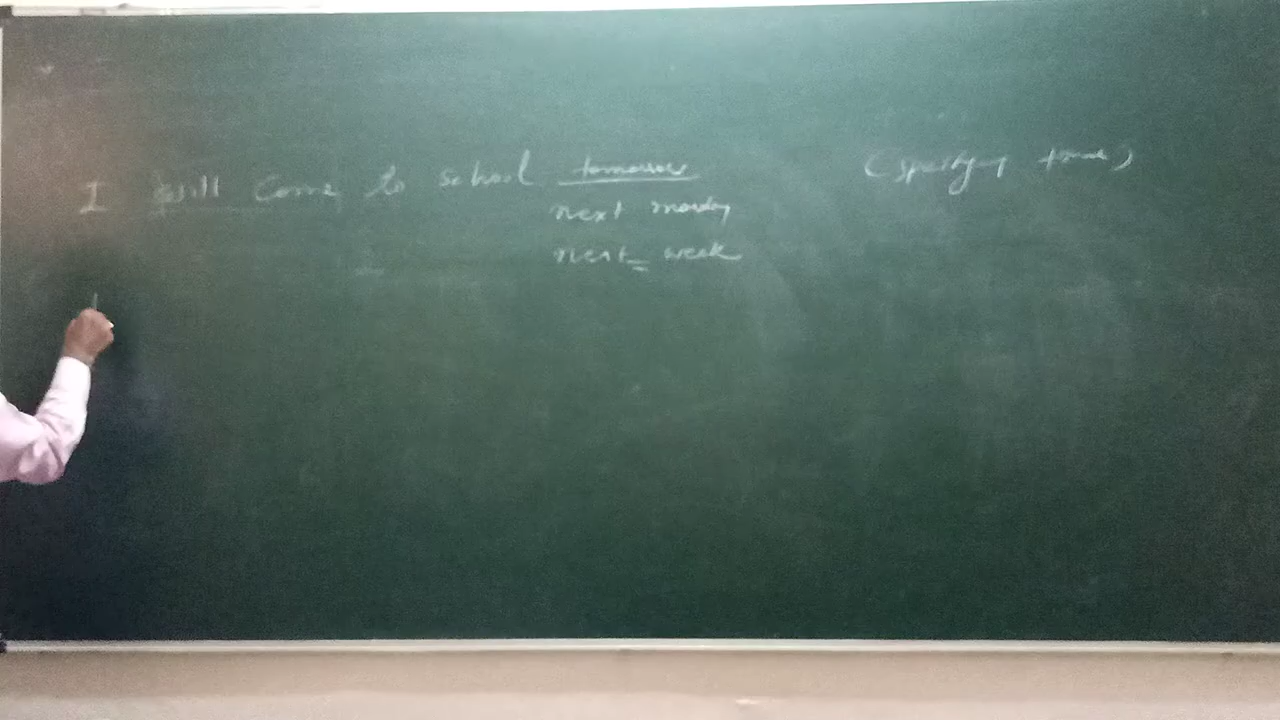 I will come to school tomorrow (specifying time)
next monday
next week